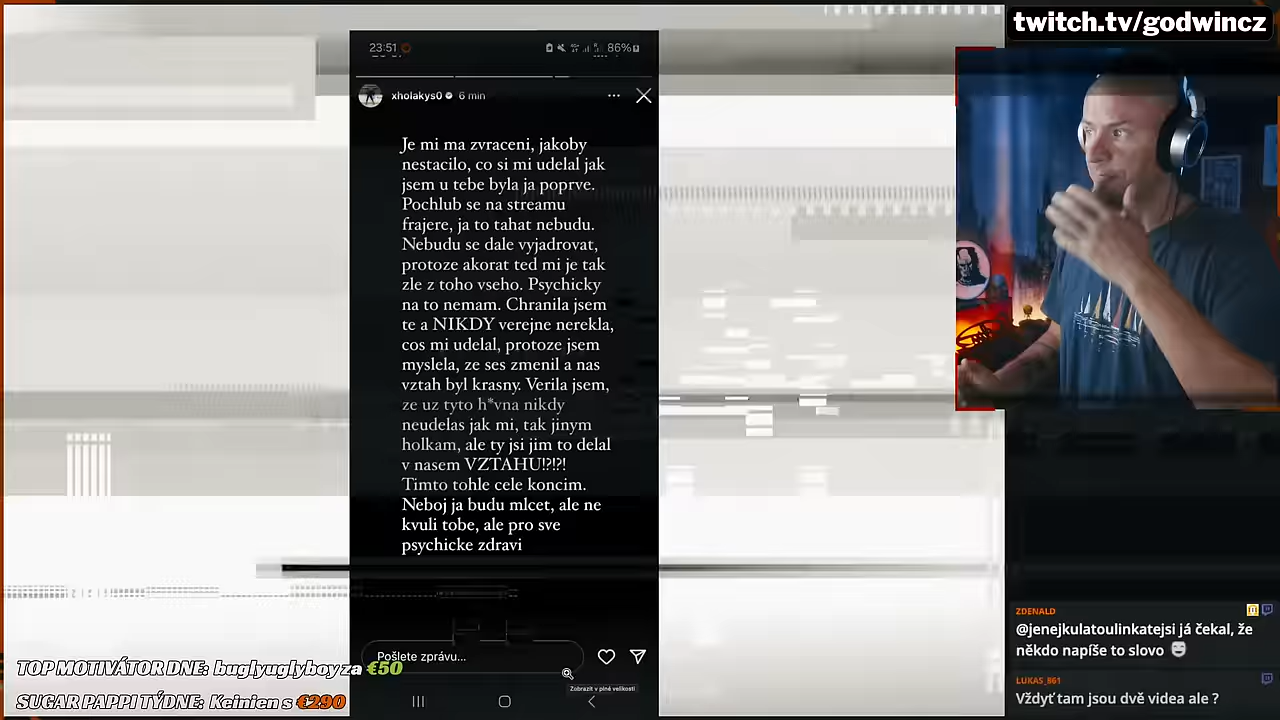 twitch.tv/godwincz
23:51
86%
xholakys0 6 min
Je mi ma zvraceni, jakoby
nestacilo, co si mi udelal jak
jsem u tebe byla ja poprve.
Pochlub se na streamu
frajere, ja to tahat nebudu.
Nebudu se dale vyjadrovat,
protoze akorat ted mi je tak
zle z toho vseho. Psychicky
na to nemam. Chranila jsem
te a NIKDY verejne nerekla,
cos mi udelal, protoze jsem
myslela, ze ses zmenil a nas
vztah byl krasny. Verila jsem,
ze uz tyto h*vna nikdy
neudelas jak mi, tak jinym
holkam, ale ty jsi jim to delal
v nasem VZTAHU!?!?!
Timto tohle cele koncim.
Neboj ja budu mlcet, ale ne
kvuli tobe, ale pro sve
psychicke zdravi
Pošlete zprávu...
Zobrazit v plné velikosti
TOP MOTIVÁTOR DNE: buglyuglyboy za €50
SUGAR PAPPI TÝDNE: Keinien s €290
ZDENALD
@jenejkulatoulinkatejsi já čekal, že
někdo napíše to slovo
LUKAS_861
Vždyť tam jsou dvě videa ale ?